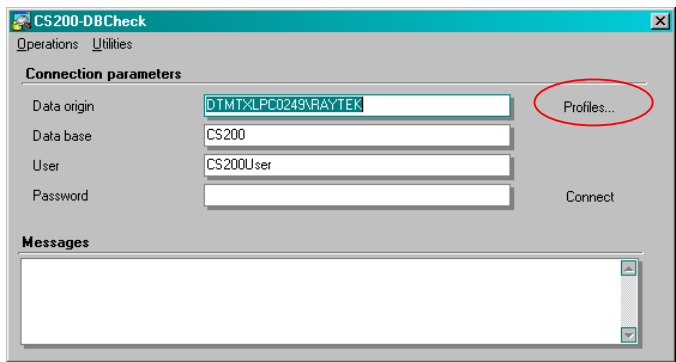 CS200-DBCheck
Operations Utilities
Connection parameters
Data origin DTMTXLPC0249\RAYTEK Profiles...
Data base CS200
User CS200User
Password Connect
Messages